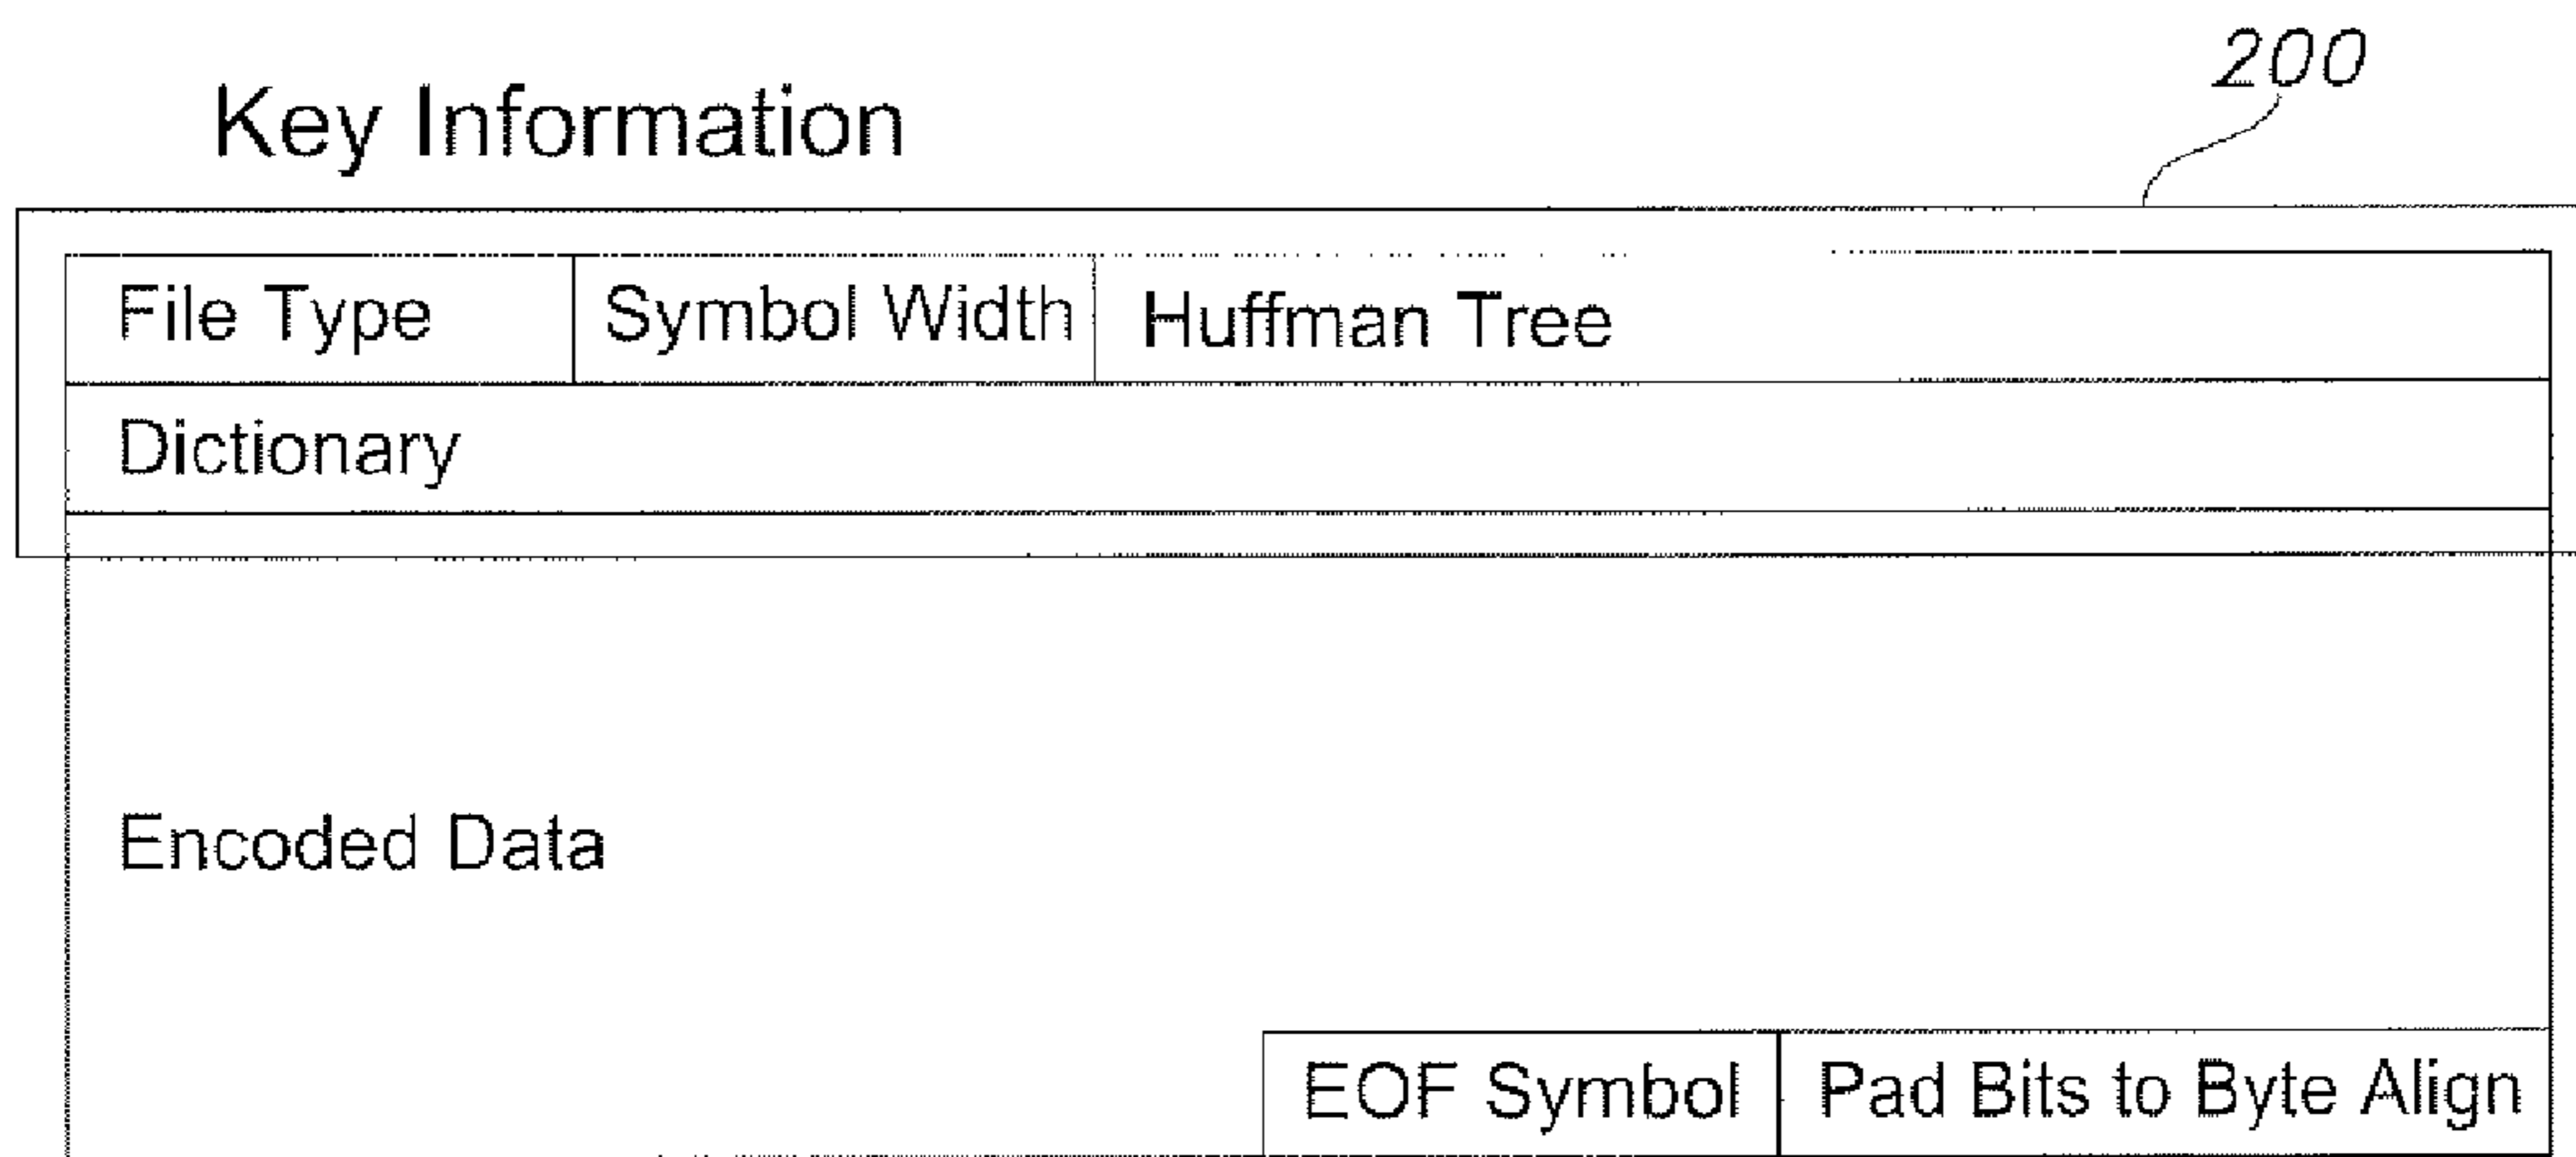 200
Key Information
File Type Symbol Width Huffman Tree
Dictionary
Encoded Data
EOF Symbol Pad Bits to Byte Align